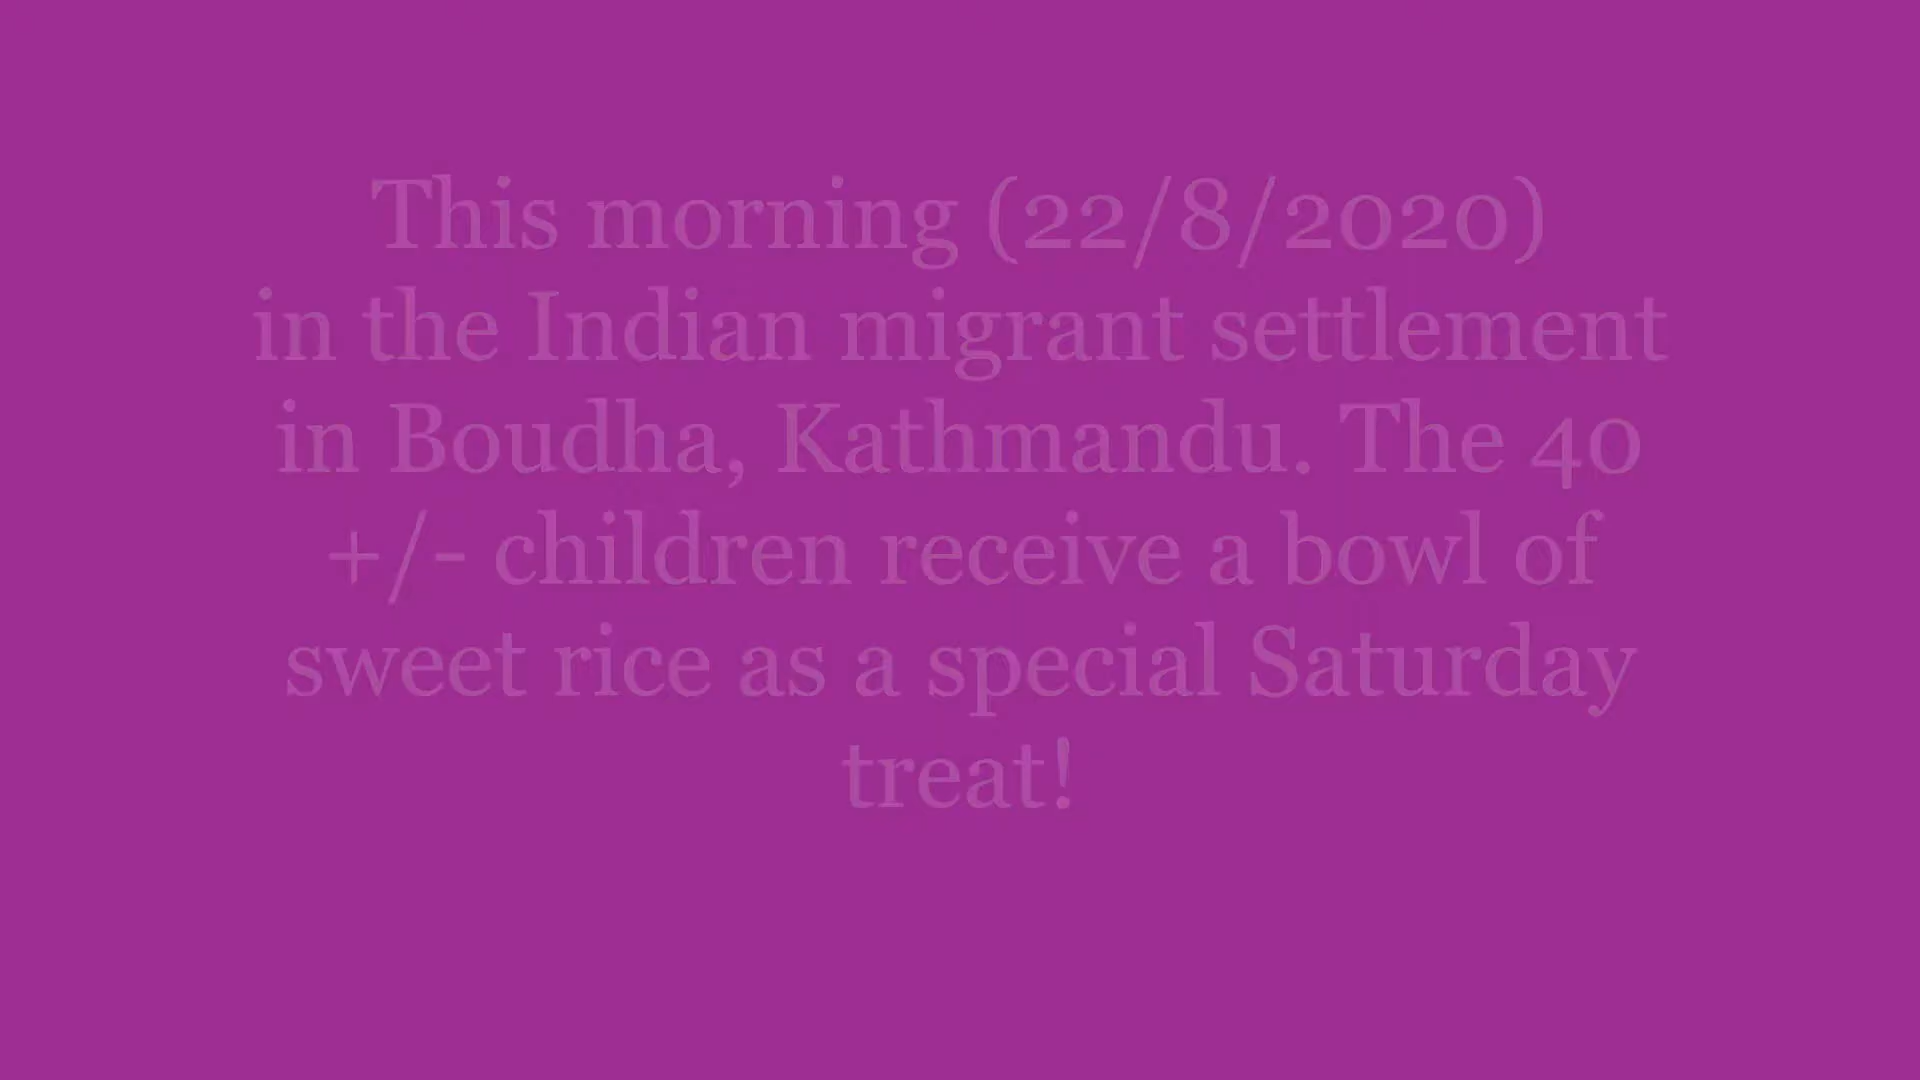 This morning (22/8/2020)
in the Indian migrant settlement
in Boudha, Kathmandu. The 40
+/- children receive a bowl of
sweet rice as a special Saturday
treat!